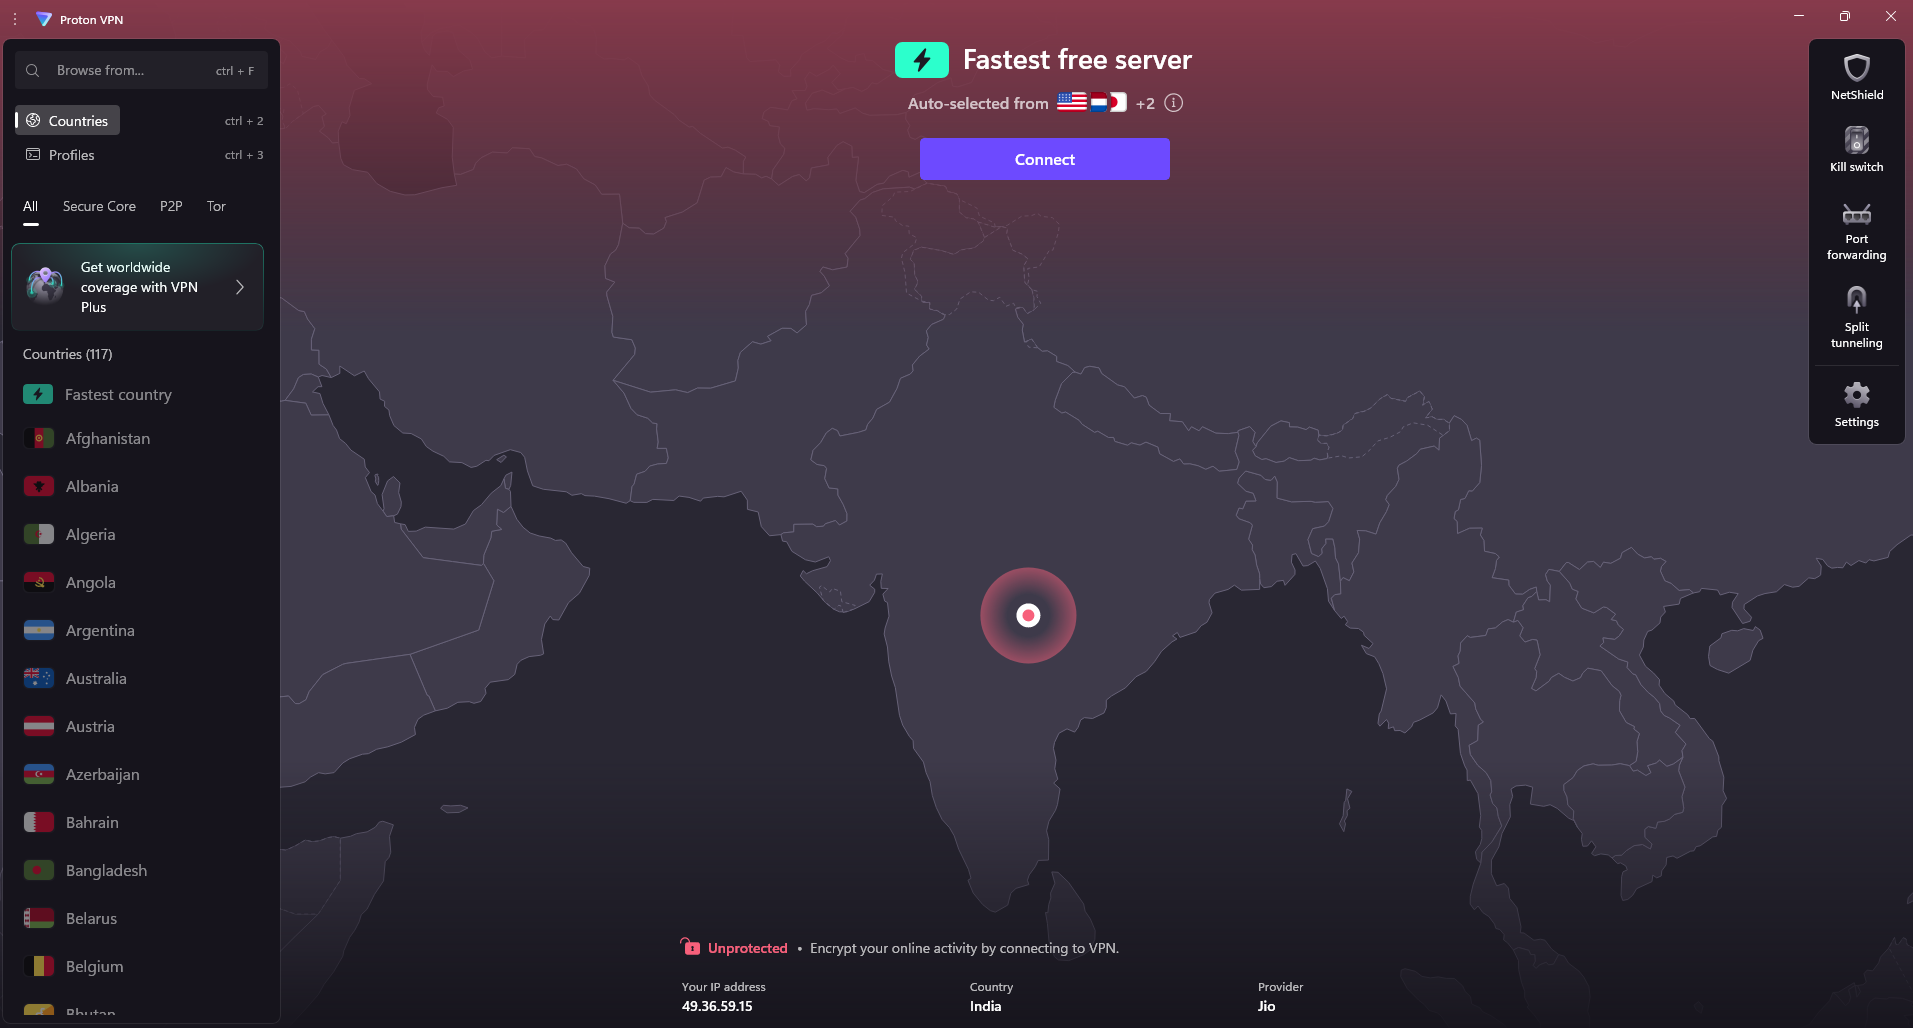 Proton VPN
Browse from...
ctrl + F
Countries
ctrl + 2
Profiles
ctrl + 3
All
Secure Core
P2P
Tor
Get worldwide
coverage with VPN
Plus
Countries (117)
Fastest country
Afghanistan
Albania
Algeria
Angola
Argentina
Australia
Austria
Azerbaijan
Bahrain
Bangladesh
Belarus
Belgium
Bhutan
Fastest free server
Auto-selected from
+2
Connect
Unprotected • Encrypt your online activity by connecting to VPN.
Your IP address
49.36.59.15
Country
India
Provider
Jio
NetShield
Kill switch
Port
forwarding
Split
tunneling
Settings